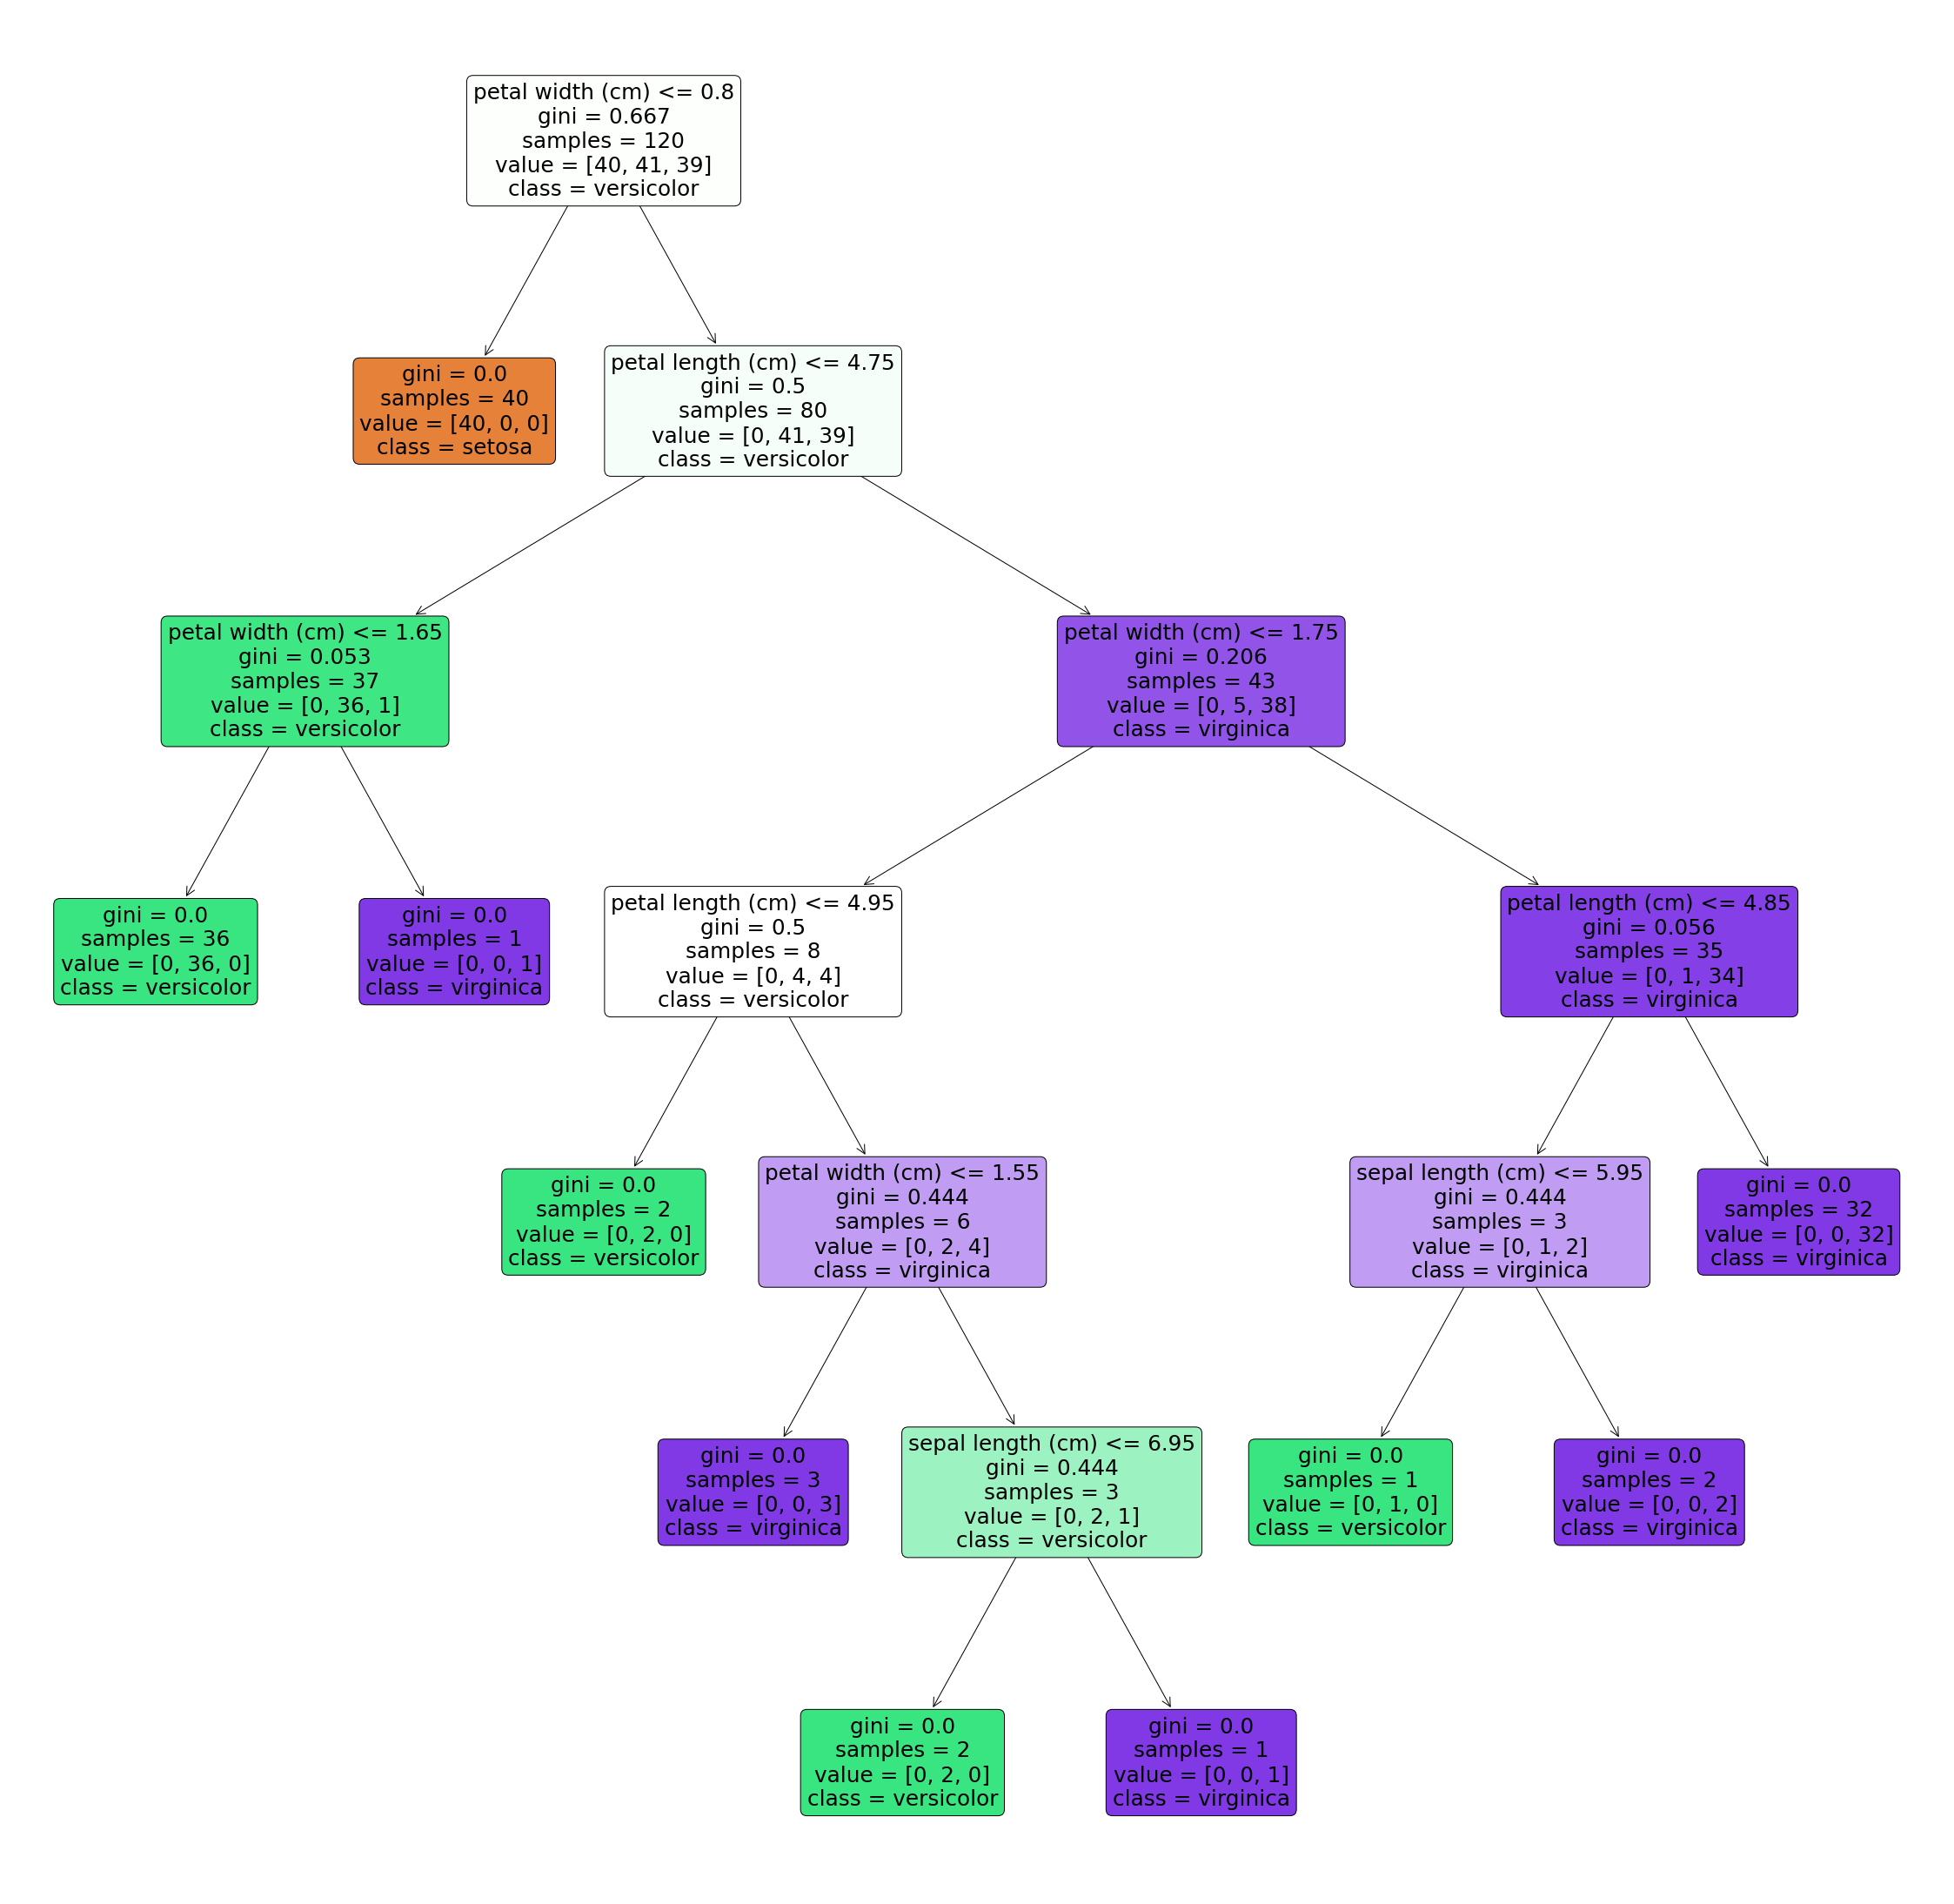 petal width (cm) <= 0.8
gini = 0.667
samples = 120
value = [40, 41, 39]
class = versicolor
gini = 0.0
samples = 40
value = [40, 0, 0]
class = setosa
petal length (cm) <= 4.75
gini = 0.5
samples = 80
value = [0, 41, 39]
class = versicolor
petal width (cm) <= 1.65
gini = 0.053
samples = 37
value = [0, 36, 1]
class = versicolor
petal width (cm) <= 1.75
gini = 0.206
samples = 43
value = [0, 5, 38]
class = virginica
gini = 0.0
samples = 36
value = [0, 36, 0]
class = versicolor
gini = 0.0
samples = 1
value = [0, 0, 1]
class = virginica
petal length (cm) <= 4.95
gini = 0.5
samples = 8
value = [0, 4, 4]
class = versicolor
petal length (cm) <= 4.85
gini = 0.056
samples = 35
value = [0, 1, 34]
class = virginica
gini = 0.0
samples = 2
value = [0, 2, 0]
class = versicolor
petal width (cm) <= 1.55
gini = 0.444
samples = 6
value = [0, 2, 4]
class = virginica
sepal length (cm) <= 5.95
gini = 0.444
samples = 3
value = [0, 1, 2]
class = virginica
gini = 0.0
samples = 32
value = [0, 0, 32]
class = virginica
gini = 0.0
samples = 3
value = [0, 0, 3]
class = virginica
sepal length (cm) <= 6.95
gini = 0.444
samples = 3
value = [0, 2, 1]
class = versicolor
gini = 0.0
samples = 1
value = [0, 1, 0]
class = versicolor
gini = 0.0
samples = 2
value = [0, 0, 2]
class = virginica
gini = 0.0
samples = 2
value = [0, 2, 0]
class = versicolor
gini = 0.0
samples = 1
value = [0, 0, 1]
class = virginica